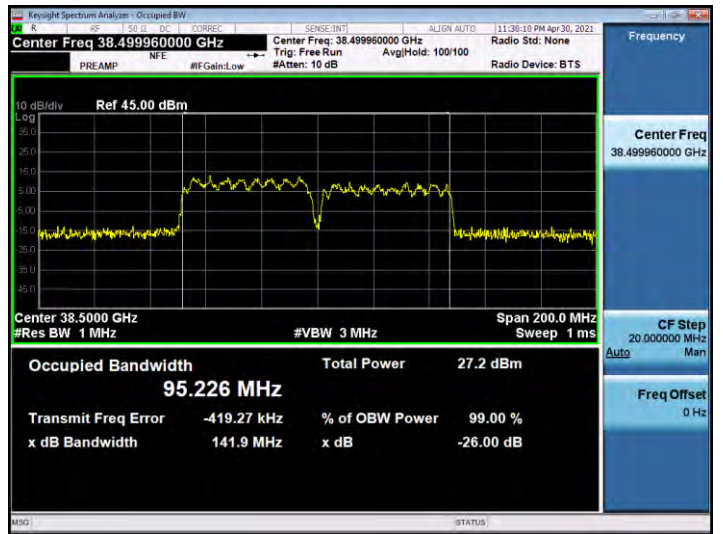 Keysight Spectrum Analyzer - Occupied BW
R RF 50 Ω DC CORREC SENSE:INT ALIGN AUTO 11:30:10 PM Apr 30, 2021
Center Freq 38.499960000 GHz
NFE
PREAMP #IFGain:Low
Center Freq: 38.499960000 GHz
Trig: Free Run Avg|Hold: 100/100
#Atten: 10 dB
Radio Std: None
Radio Device: BTS
10 dB/div Ref 45.00 dBm
Log
35.0
25.0
15.0
5.00
-5.00
-15.0
-25.0
-35.0
-45.0
Center 38.5000 GHz Span 200.0 MHz
#Res BW 1 MHz #VBW 3 MHz Sweep 1 ms
Occupied Bandwidth Total Power 27.2 dBm
95.226 MHz
Transmit Freq Error -419.27 kHz % of OBW Power 99.00 %
x dB Bandwidth 141.9 MHz x dB -26.00 dB
MSG STATUS
Frequency
Center Freq
38.499960000 GHz
CF Step
20.000000 MHz
Auto Man
Freq Offset
0 Hz